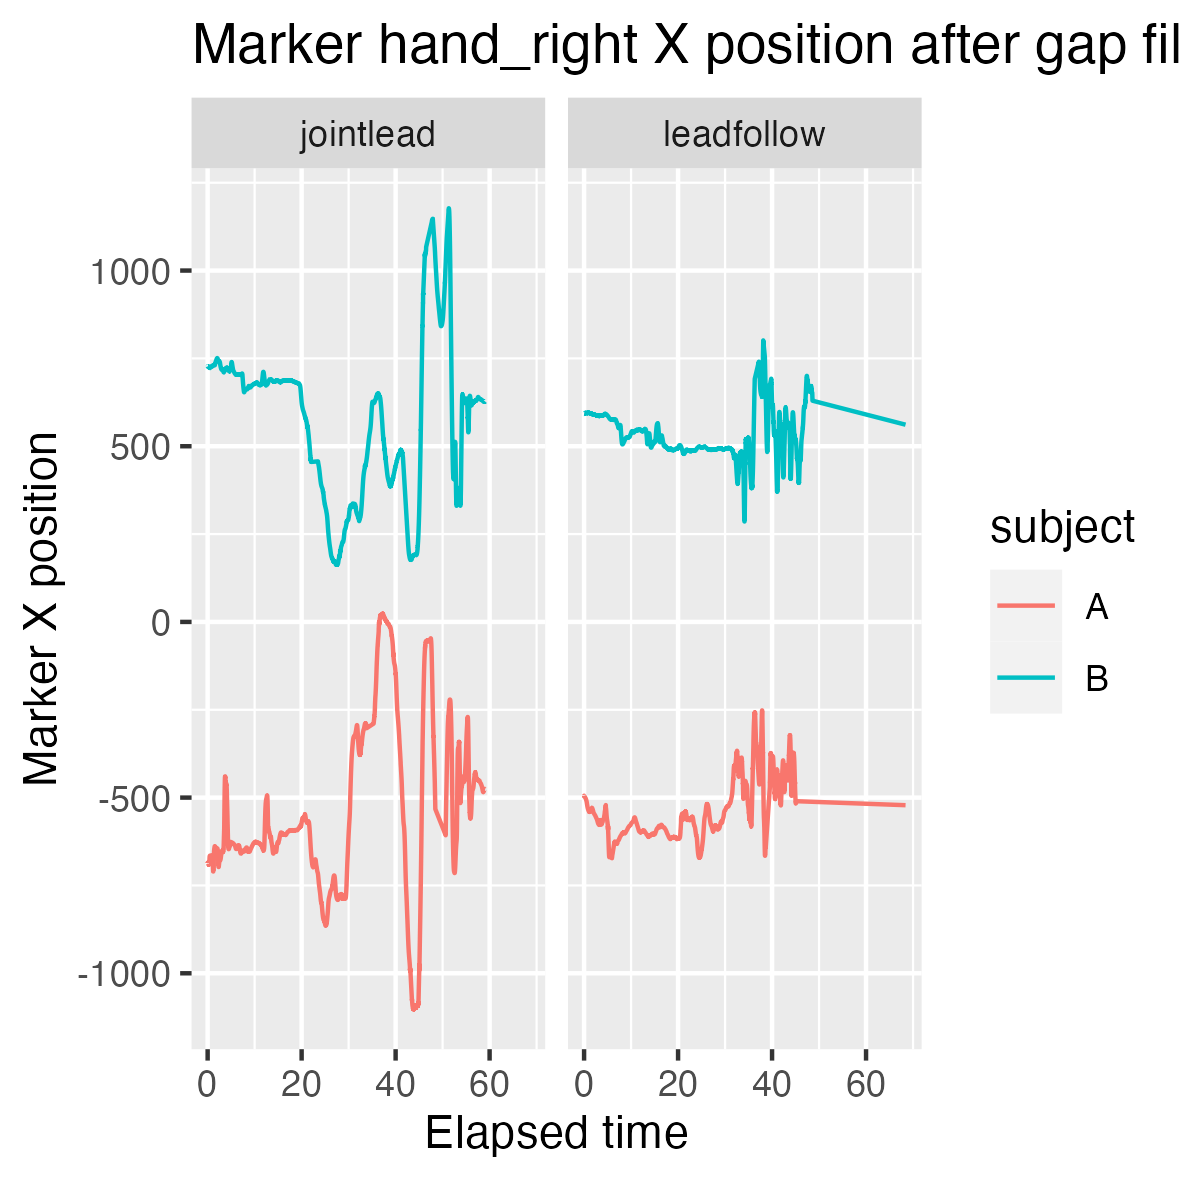 Marker hand_right X position after gap fil
jointlead
leadfollow
1000
500
0
-500
-1000
Marker X position
0
20
40
60
0
20
40
60
Elapsed time
subject
A
B